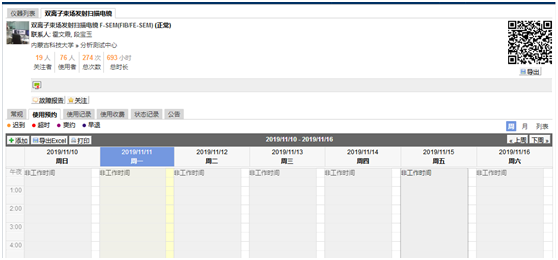 仪器列表 双离子束场发射扫描电镜
双离子束场发射扫描电镜 F-SEM(FIBFE-SEM) (正常)
联系人: 霍文晓, 段宝玉
内蒙古科技大学 » 分析测试中心
19 人 76 人 274 次 693 小时
关注者 使用者 总次数 总时长
导出
故障报告 关注
常规 使用预约 使用记录 使用收费 状态记录 公告
迟到 超时 爽约 早退 周 月 列表
添加 导出Excel 打印 2019/11/10 - 2019/11/16 上周 下周
2019/11/10 2019/11/11 2019/11/12 2019/11/13 2019/11/14 2019/11/15 2019/11/16
周日 周一 周二 周三 周四 周五 周六
午夜 非工作时间 非工作时间 非工作时间 非工作时间 非工作时间 非工作时间 非工作时间
1:00
2:00
3:00
4:00